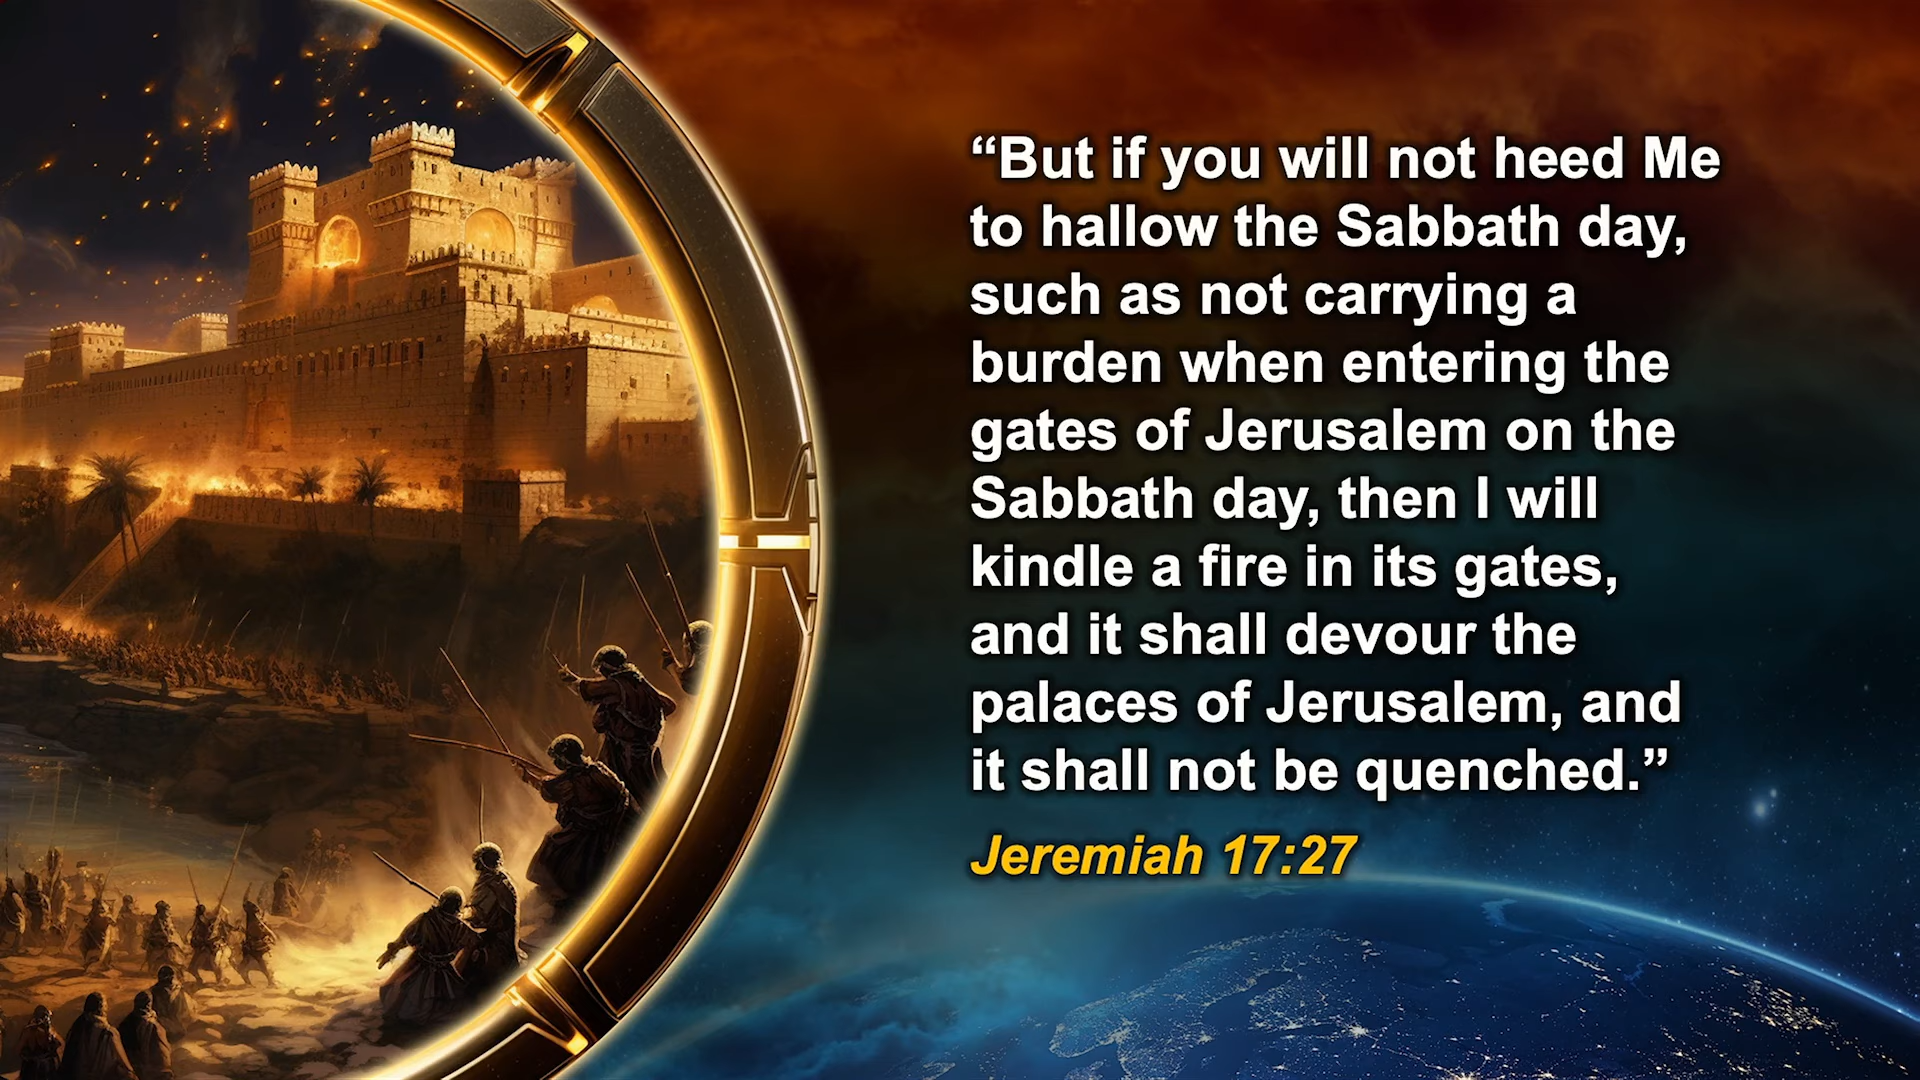 “But if you will not heed Me
to hallow the Sabbath day,
such as not carrying a
burden when entering the
gates of Jerusalem on the
Sabbath day, then I will
kindle a fire in its gates,
and it shall devour the
palaces of Jerusalem, and
it shall not be quenched.”
Jeremiah 17:27